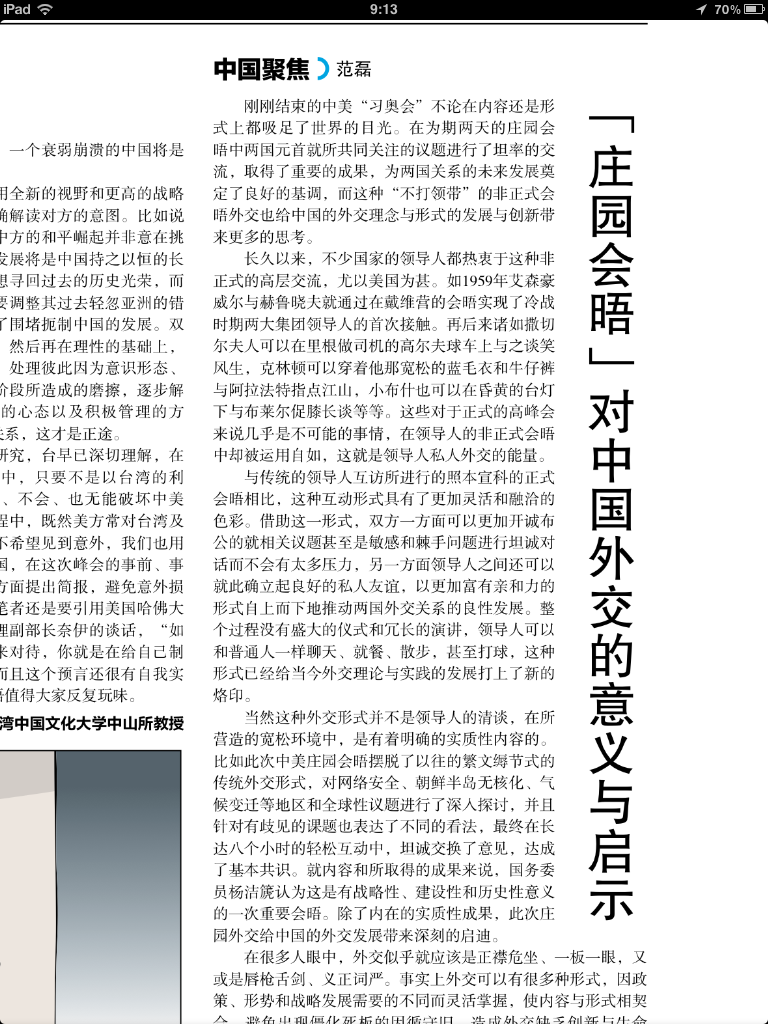 iPad
9:13
70%
一个衰弱崩溃的中国将是
用全新的视野和更高的战略
确解读对方的意图。比如说
中方的和平崛起并非意在挑
发展将是中国持之以恒的长
想寻回过去的历史光荣，而
要调整其过去轻忽亚洲的错
了围堵扼制中国的发展。双
，然后再在理性的基础上，
处理彼此因为意识形态、
阶段所造成的磨擦，逐步解
的心态以及积极管理的方
关系，这才是正途。
研究，台早已深切理解，在
中，只要不是以台湾的利
、不会、也无能破坏中美
程中，既然美方常对台湾及
不希望见到意外，我们也用
国，在这次峰会的事前、事
方面提出简报，避免意外损
笔者还是要引用美国哈佛大
理副部长奈伊的谈话，“如
来对待，你就是在给自己制
而且这个预言还很有自我实
语值得大家反复玩味。
湾中国文化大学中山所教授
中国聚焦 范磊
「庄园会晤」对中国外交的意义与启示
刚刚结束的中美“习奥会”不论在内容还是形
式上都吸足了世界的目光。在为期两天的庄园会
晤中两国元首就所共同关注的议题进行了坦率的交
流，取得了重要的成果，为两国关系的未来发展奠
定了良好的基调，而这种“不打领带”的非正式会
晤外交也给中国的外交理念与形式的发展与创新带
来更多的思考。
长久以来，不少国家的领导人都热衷于这种非
正式的高层交流，尤以美国为甚。如1959年艾森豪
威尔与赫鲁晓夫就通过在戴维营的会晤实现了冷战
时期两大集团领导人的首次接触。再后来诸如撒切
尔夫人可以在里根做司机的高尔夫球车上与之谈笑
风生，克林顿可以穿着他那宽松的蓝毛衣和牛仔裤
与阿拉法特指点江山，小布什也可以在昏黄的台灯
下与布莱尔促膝长谈等等。这些对于正式的高峰会
来说几乎是不可能的事情，在领导人的非正式会晤
中却被运用自如，这就是领导人私人外交的能量。
与传统的领导人互访所进行的照本宣科的正式
会晤相比，这种互动形式具有了更加灵活和融洽的
色彩。借助这一形式，双方一方面可以更加开诚布
公的就相关议题甚至是敏感和棘手问题进行坦诚对
话而不会有太多压力，另一方面领导人之间还可以
就此确立起良好的私人友谊，以更加富有亲和力的
形式自上而下地推动两国外交关系的良性发展。整
个过程没有盛大的仪式和冗长的演讲，领导人可以
和普通人一样聊天、就餐、散步，甚至打球，这种
形式已经给当今外交理论与实践的发展打上了新的
烙印。
当然这种外交形式并不是领导人的清谈，在所
营造的宽松环境中，是有着明确的实质性内容的。
比如此次中美庄园会晤摆脱了以往的繁文缛节式的
传统外交形式，对网络安全、朝鲜半岛无核化、气
候变迁等地区和全球性议题进行了深入探讨，并且
针对有歧见的课题也表达了不同的看法，最终在长
达八个小时的轻松互动中，坦诚交换了意见，达成
了基本共识。就内容和所取得的成果来说，国务委
员杨洁篪认为这是有战略性、建设性和历史性意义
的一次重要会晤。除了内在的实质性成果，此次庄
园外交给中国的外交发展带来深刻的启迪。
在很多人眼中，外交似乎就应该是正襟危坐、一板一眼，又
或是唇枪舌剑、义正词严。事实上外交可以有很多种形式，因政
策、形势和战略发展需要的不同而灵活掌握，使内容与形式相契
合，避免出现僵化死板的因循守旧，造成外交缺乏创新与生命